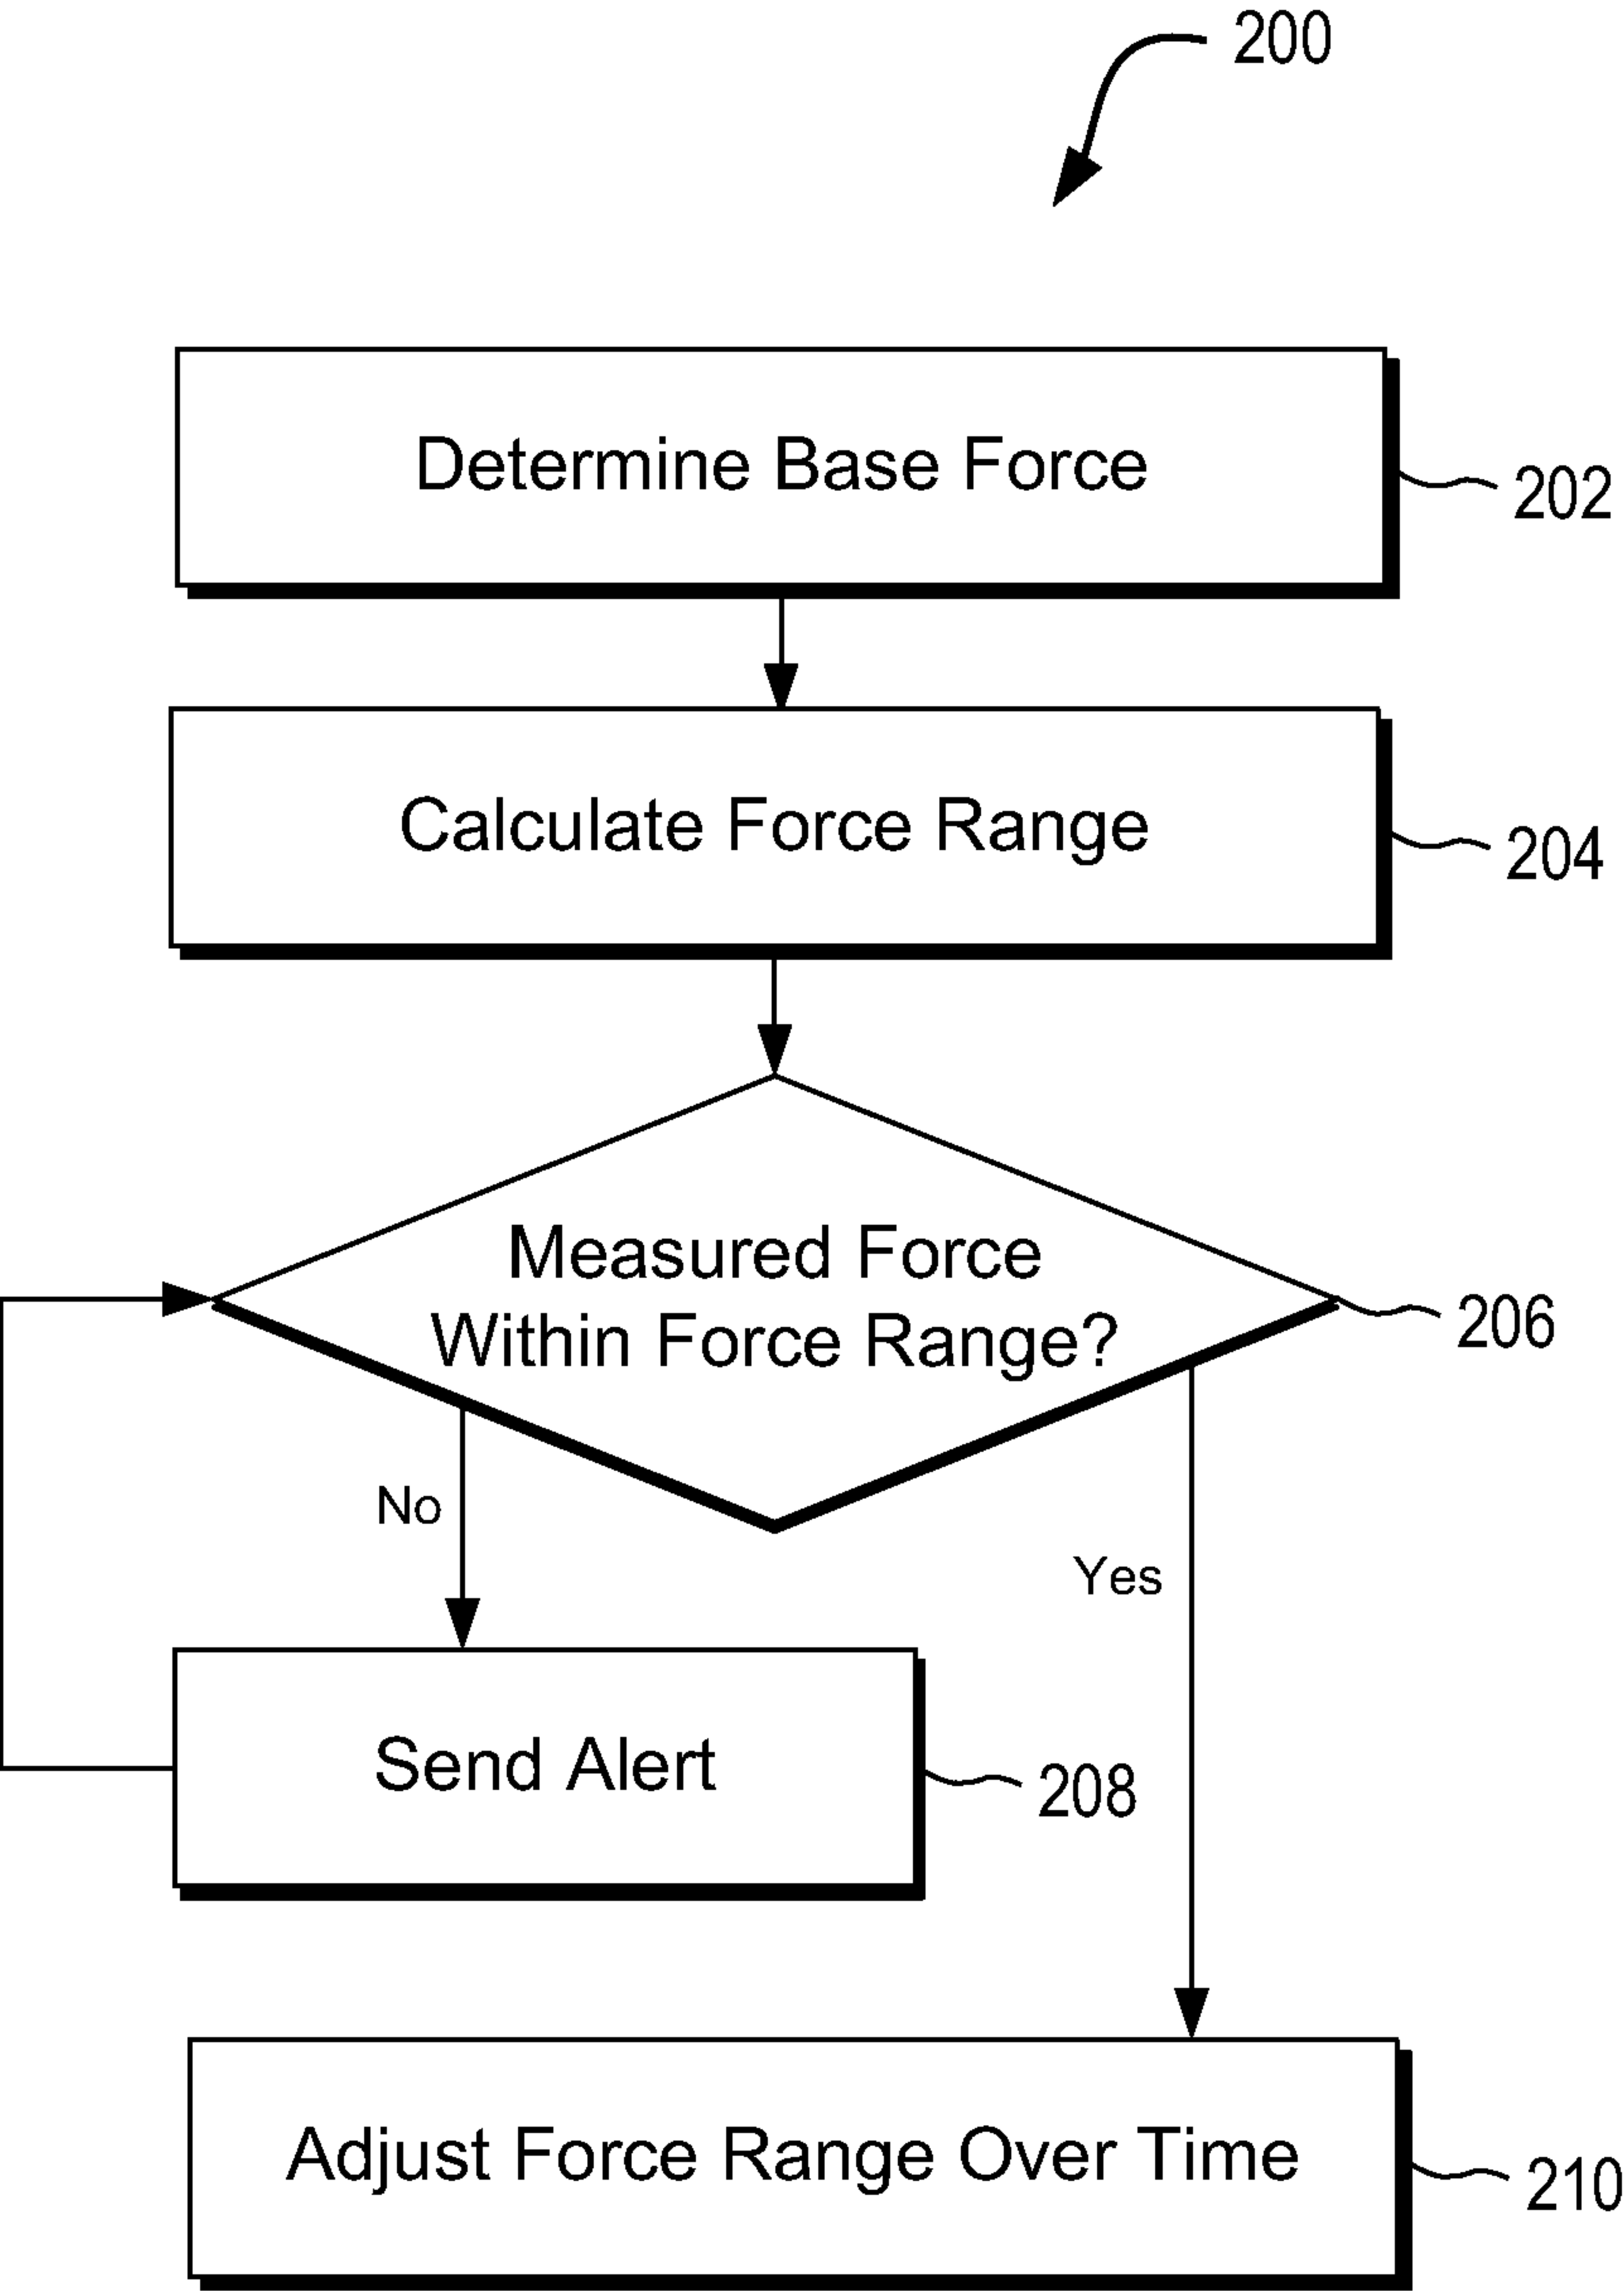 200
Determine Base Force
202
Calculate Force Range
204
Measured Force
Within Force Range?
206
No
Yes
Send Alert
208
Adjust Force Range Over Time
210